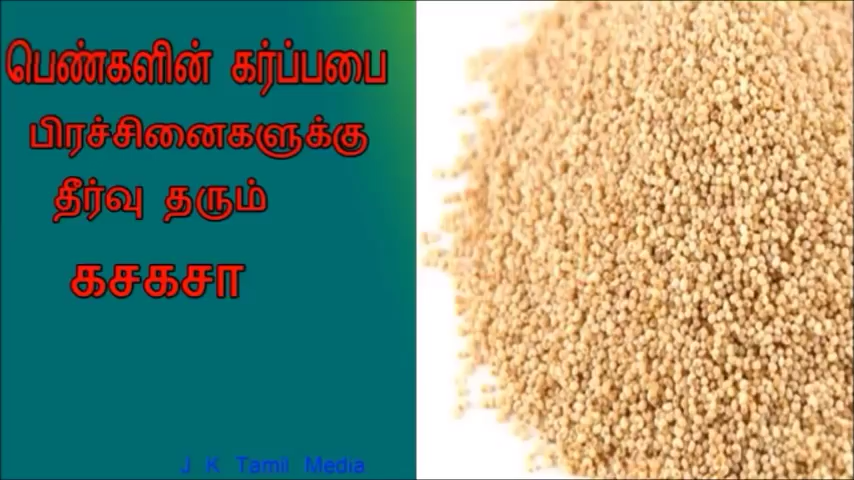 பெண்களின் கர்ப்பபை
பிரச்சினைகளுக்கு
தீர்வு தரும்
கசகசா
J K Tamil Media